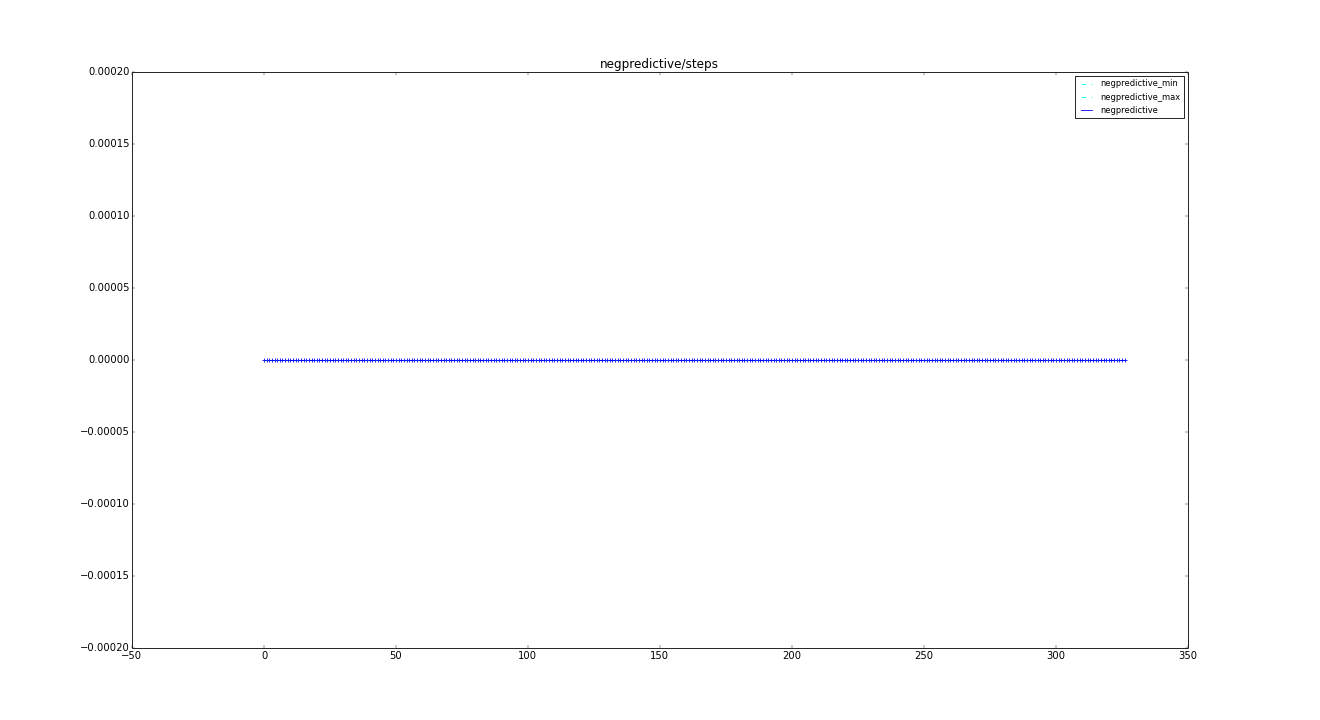 negpredictive/steps
0.00020
negpredictive_min
negpredictive_max
negpredictive
0.00015
0.00010
0.00005
0.00000
−0.00005
−0.00010
−0.00015
−0.00020
−50 0 50 100 150 200 250 300 350